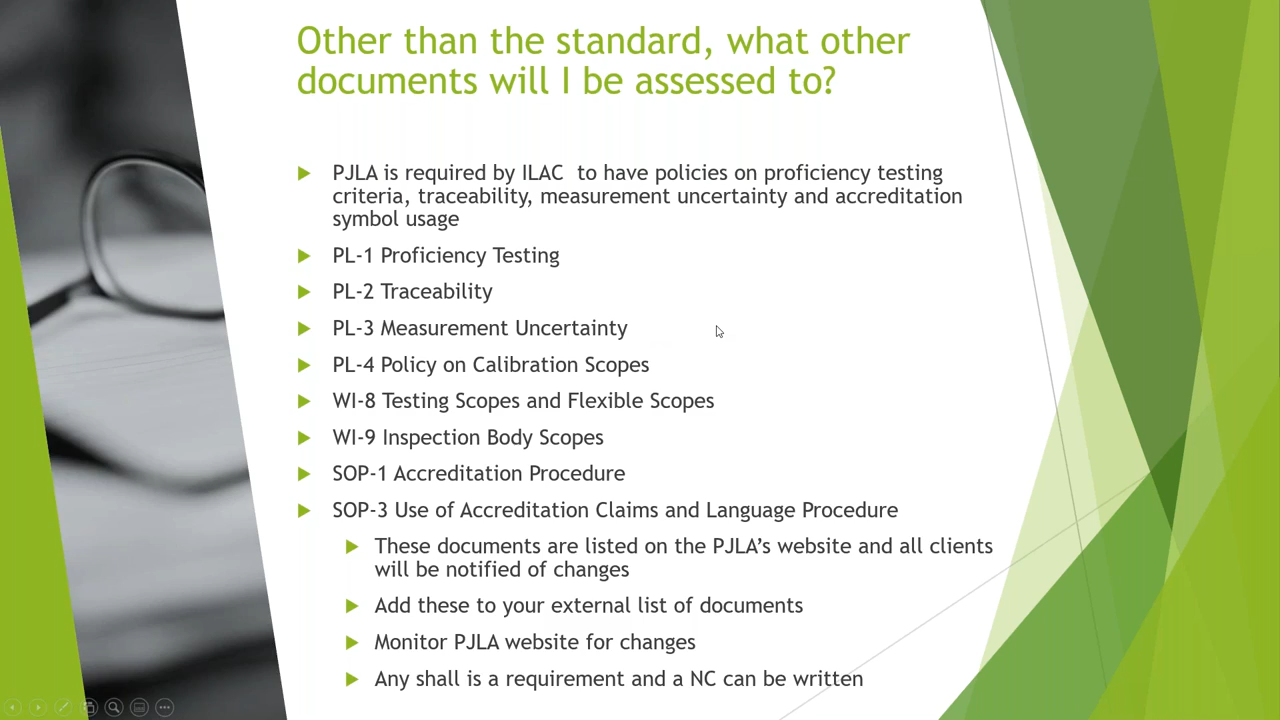 Other than the standard, what other
documents will I be assessed to?
PJLA is required by ILAC to have policies on proficiency testing
criteria, traceability, measurement uncertainty and accreditation
symbol usage
PL-1 Proficiency Testing
PL-2 Traceability
PL-3 Measurement Uncertainty
PL-4 Policy on Calibration Scopes
WI-8 Testing Scopes and Flexible Scopes
WI-9 Inspection Body Scopes
SOP-1 Accreditation Procedure
SOP-3 Use of Accreditation Claims and Language Procedure
These documents are listed on the PJLA’s website and all clients
will be notified of changes
Add these to your external list of documents
Monitor PJLA website for changes
Any shall is a requirement and a NC can be written